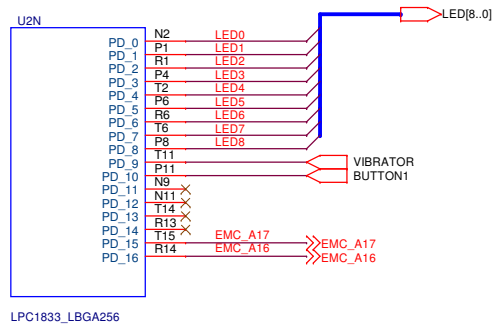 U2N
LED[8..0]
PD_0 N2 LED0
PD_1 P1 LED1
PD_2 R1 LED2
PD_3 P4 LED3
PD_4 T2 LED4
PD_5 P6 LED5
PD_6 R6 LED6
PD_7 T6 LED7
PD_8 P8 LED8
PD_9 T11 VIBRATOR
PD_10 P11 BUTTON1
PD_11 N9
PD_12 N11
PD_13 T14
PD_14 R13
PD_15 T15 EMC_A17 EMC_A17
PD_16 R14 EMC_A16 EMC_A16
LPC1833_LBGA256